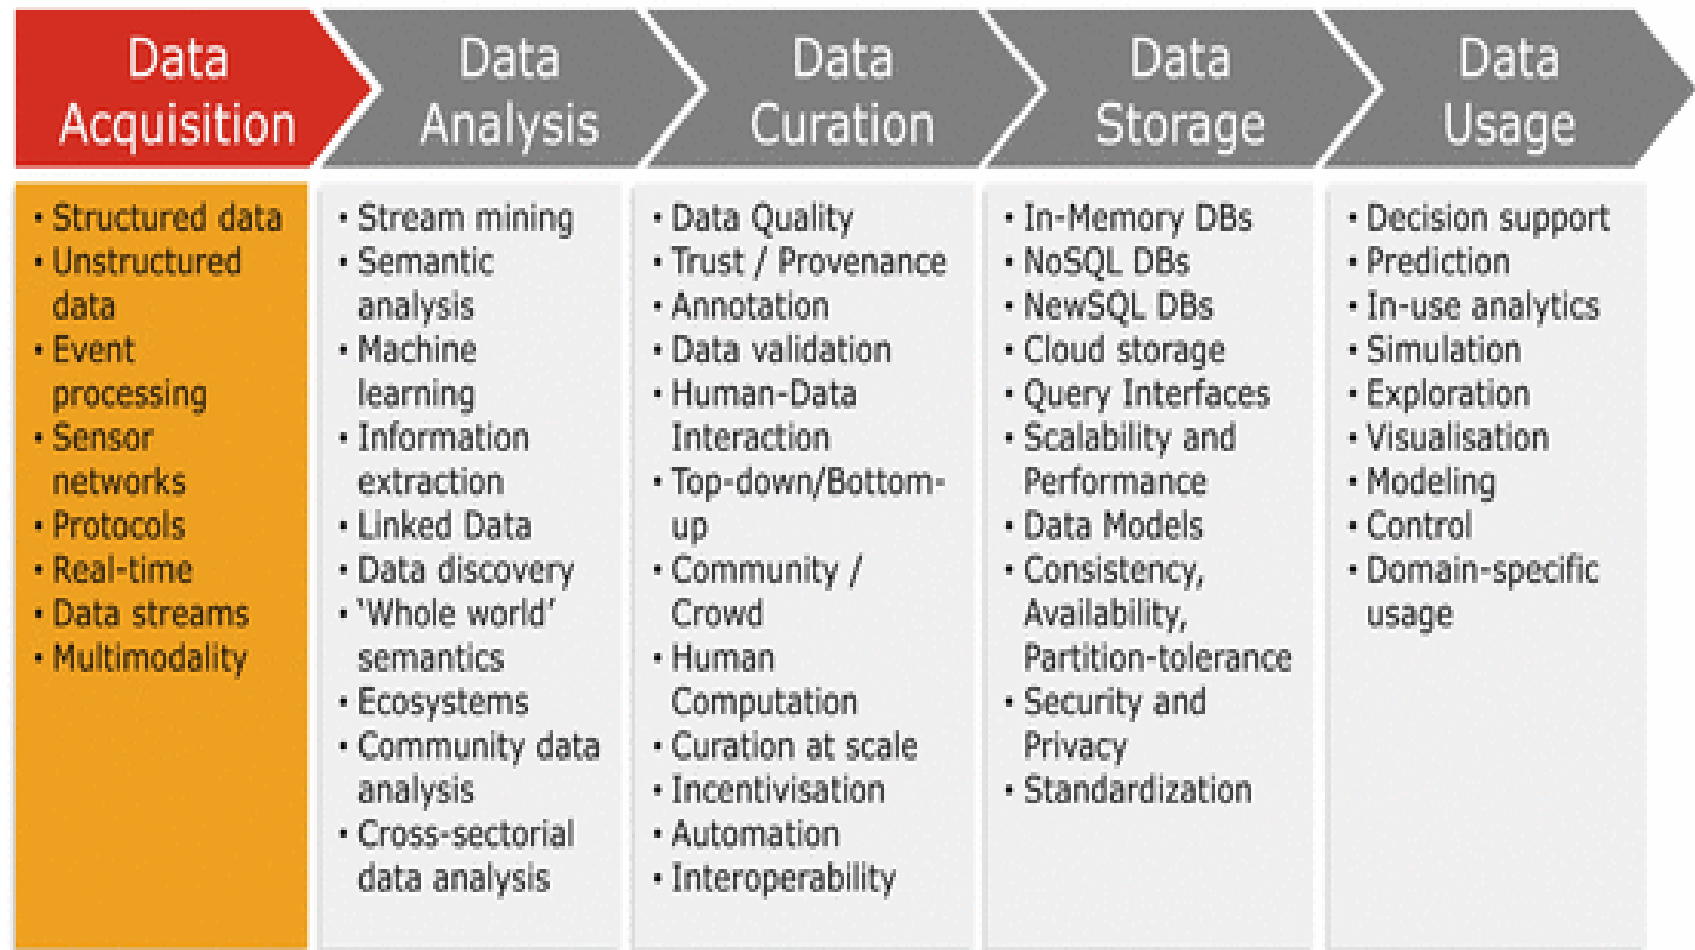 Data
Acquisition
Data
Analysis
Data
Curation
Data
Storage
Data
Usage
• Structured data
• Unstructured
data
• Event
processing
• Sensor
networks
• Protocols
• Real-time
• Data streams
• Multimodality
• Stream mining
• Semantic
analysis
• Machine
learning
• Information
extraction
• Linked Data
• Data discovery
• ‘Whole world’
semantics
• Ecosystems
• Community data
analysis
• Cross-sectorial
data analysis
• Data Quality
• Trust / Provenance
• Annotation
• Data validation
• Human-Data
Interaction
• Top-down/Bottom-
up
• Community /
Crowd
• Human
Computation
• Curation at scale
• Incentivisation
• Automation
• Interoperability
• In-Memory DBs
• NoSQL DBs
• NewSQL DBs
• Cloud storage
• Query Interfaces
• Scalability and
Performance
• Data Models
• Consistency,
Availability,
Partition-tolerance
• Security and
Privacy
• Standardization
• Decision support
• Prediction
• In-use analytics
• Simulation
• Exploration
• Visualisation
• Modeling
• Control
• Domain-specific
usage